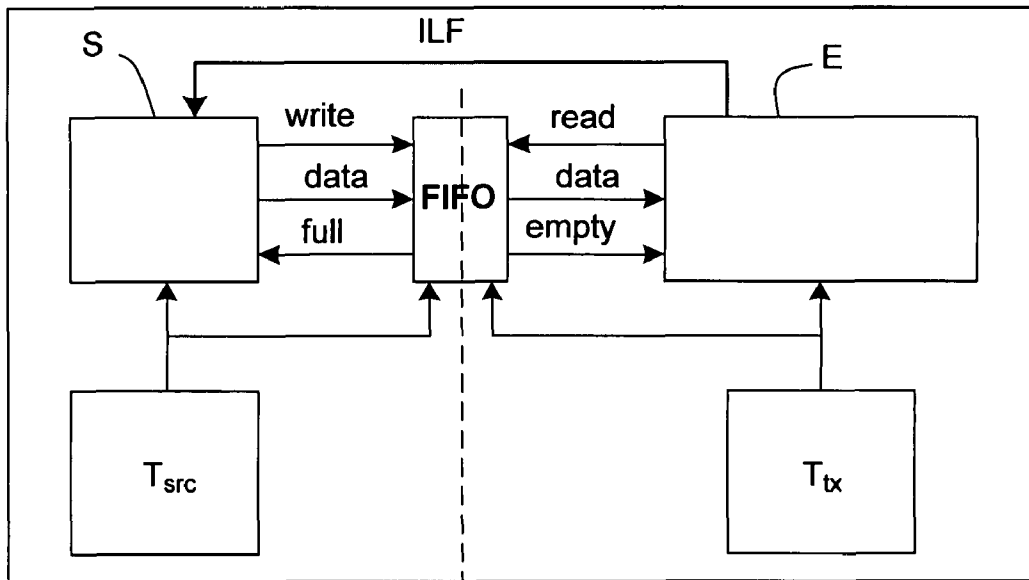 ILF
S
E
write
read
data
FIFO
data
full
empty
Tsrc
Ttx